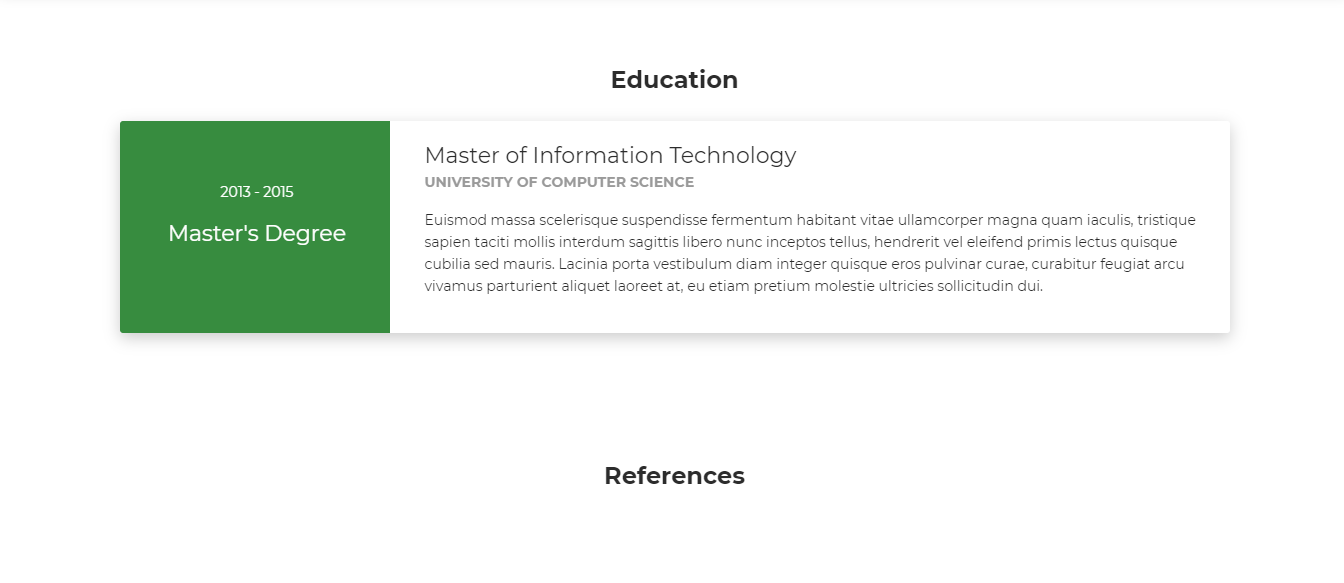 Education
2013 - 2015
Master's Degree
Master of Information Technology
UNIVERSITY OF COMPUTER SCIENCE
Euismod massa scelerisque suspendisse fermentum habitant vitae ullamcorper magna quam iaculis, tristique
sapien taciti mollis interdum sagittis libero nunc inceptos tellus, hendrerit vel eleifend primis lectus quisque
cubilia sed mauris. Lacinia porta vestibulum diam integer quisque eros pulvinar curae, curabitur feugiat arcu
vivamus parturient aliquet laoreet at, eu etiam pretium molestie ultricies sollicitudin dui.
References